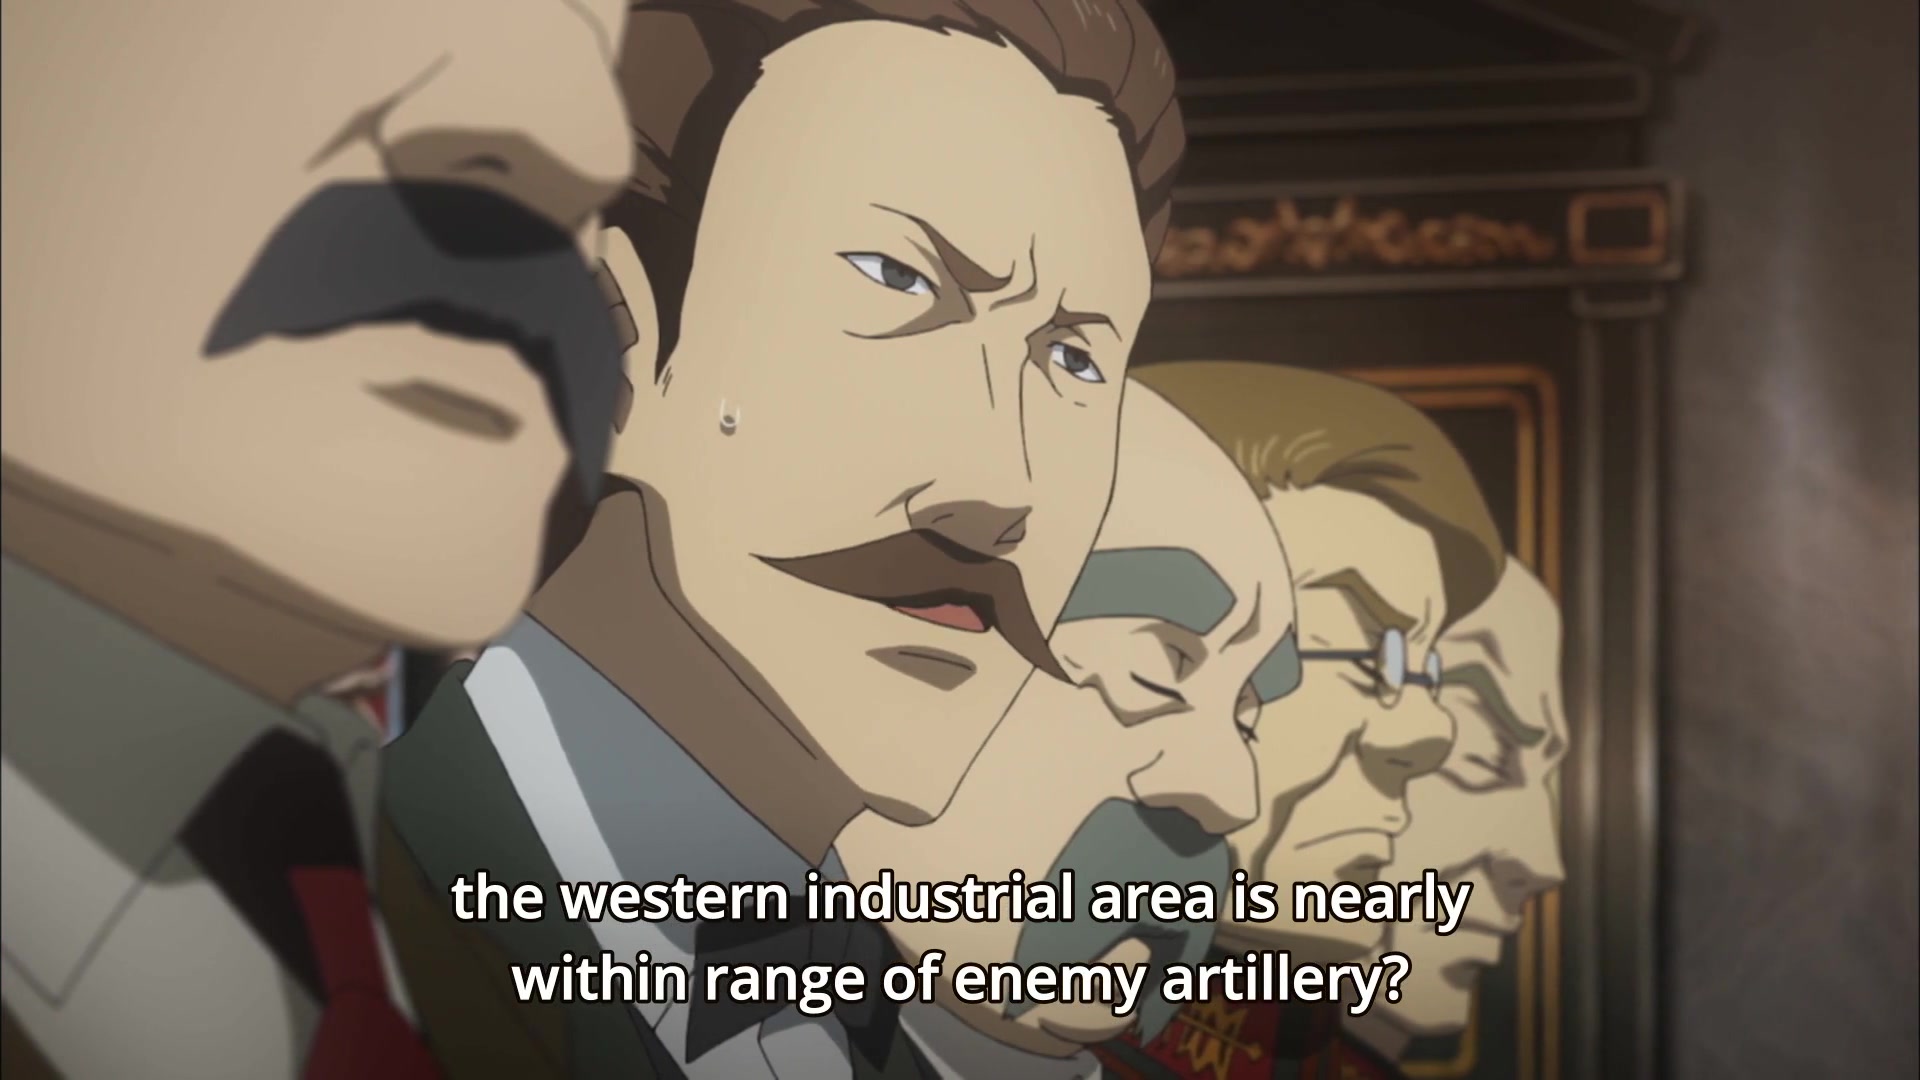 the western industrial area is nearly
within range of enemy artillery?